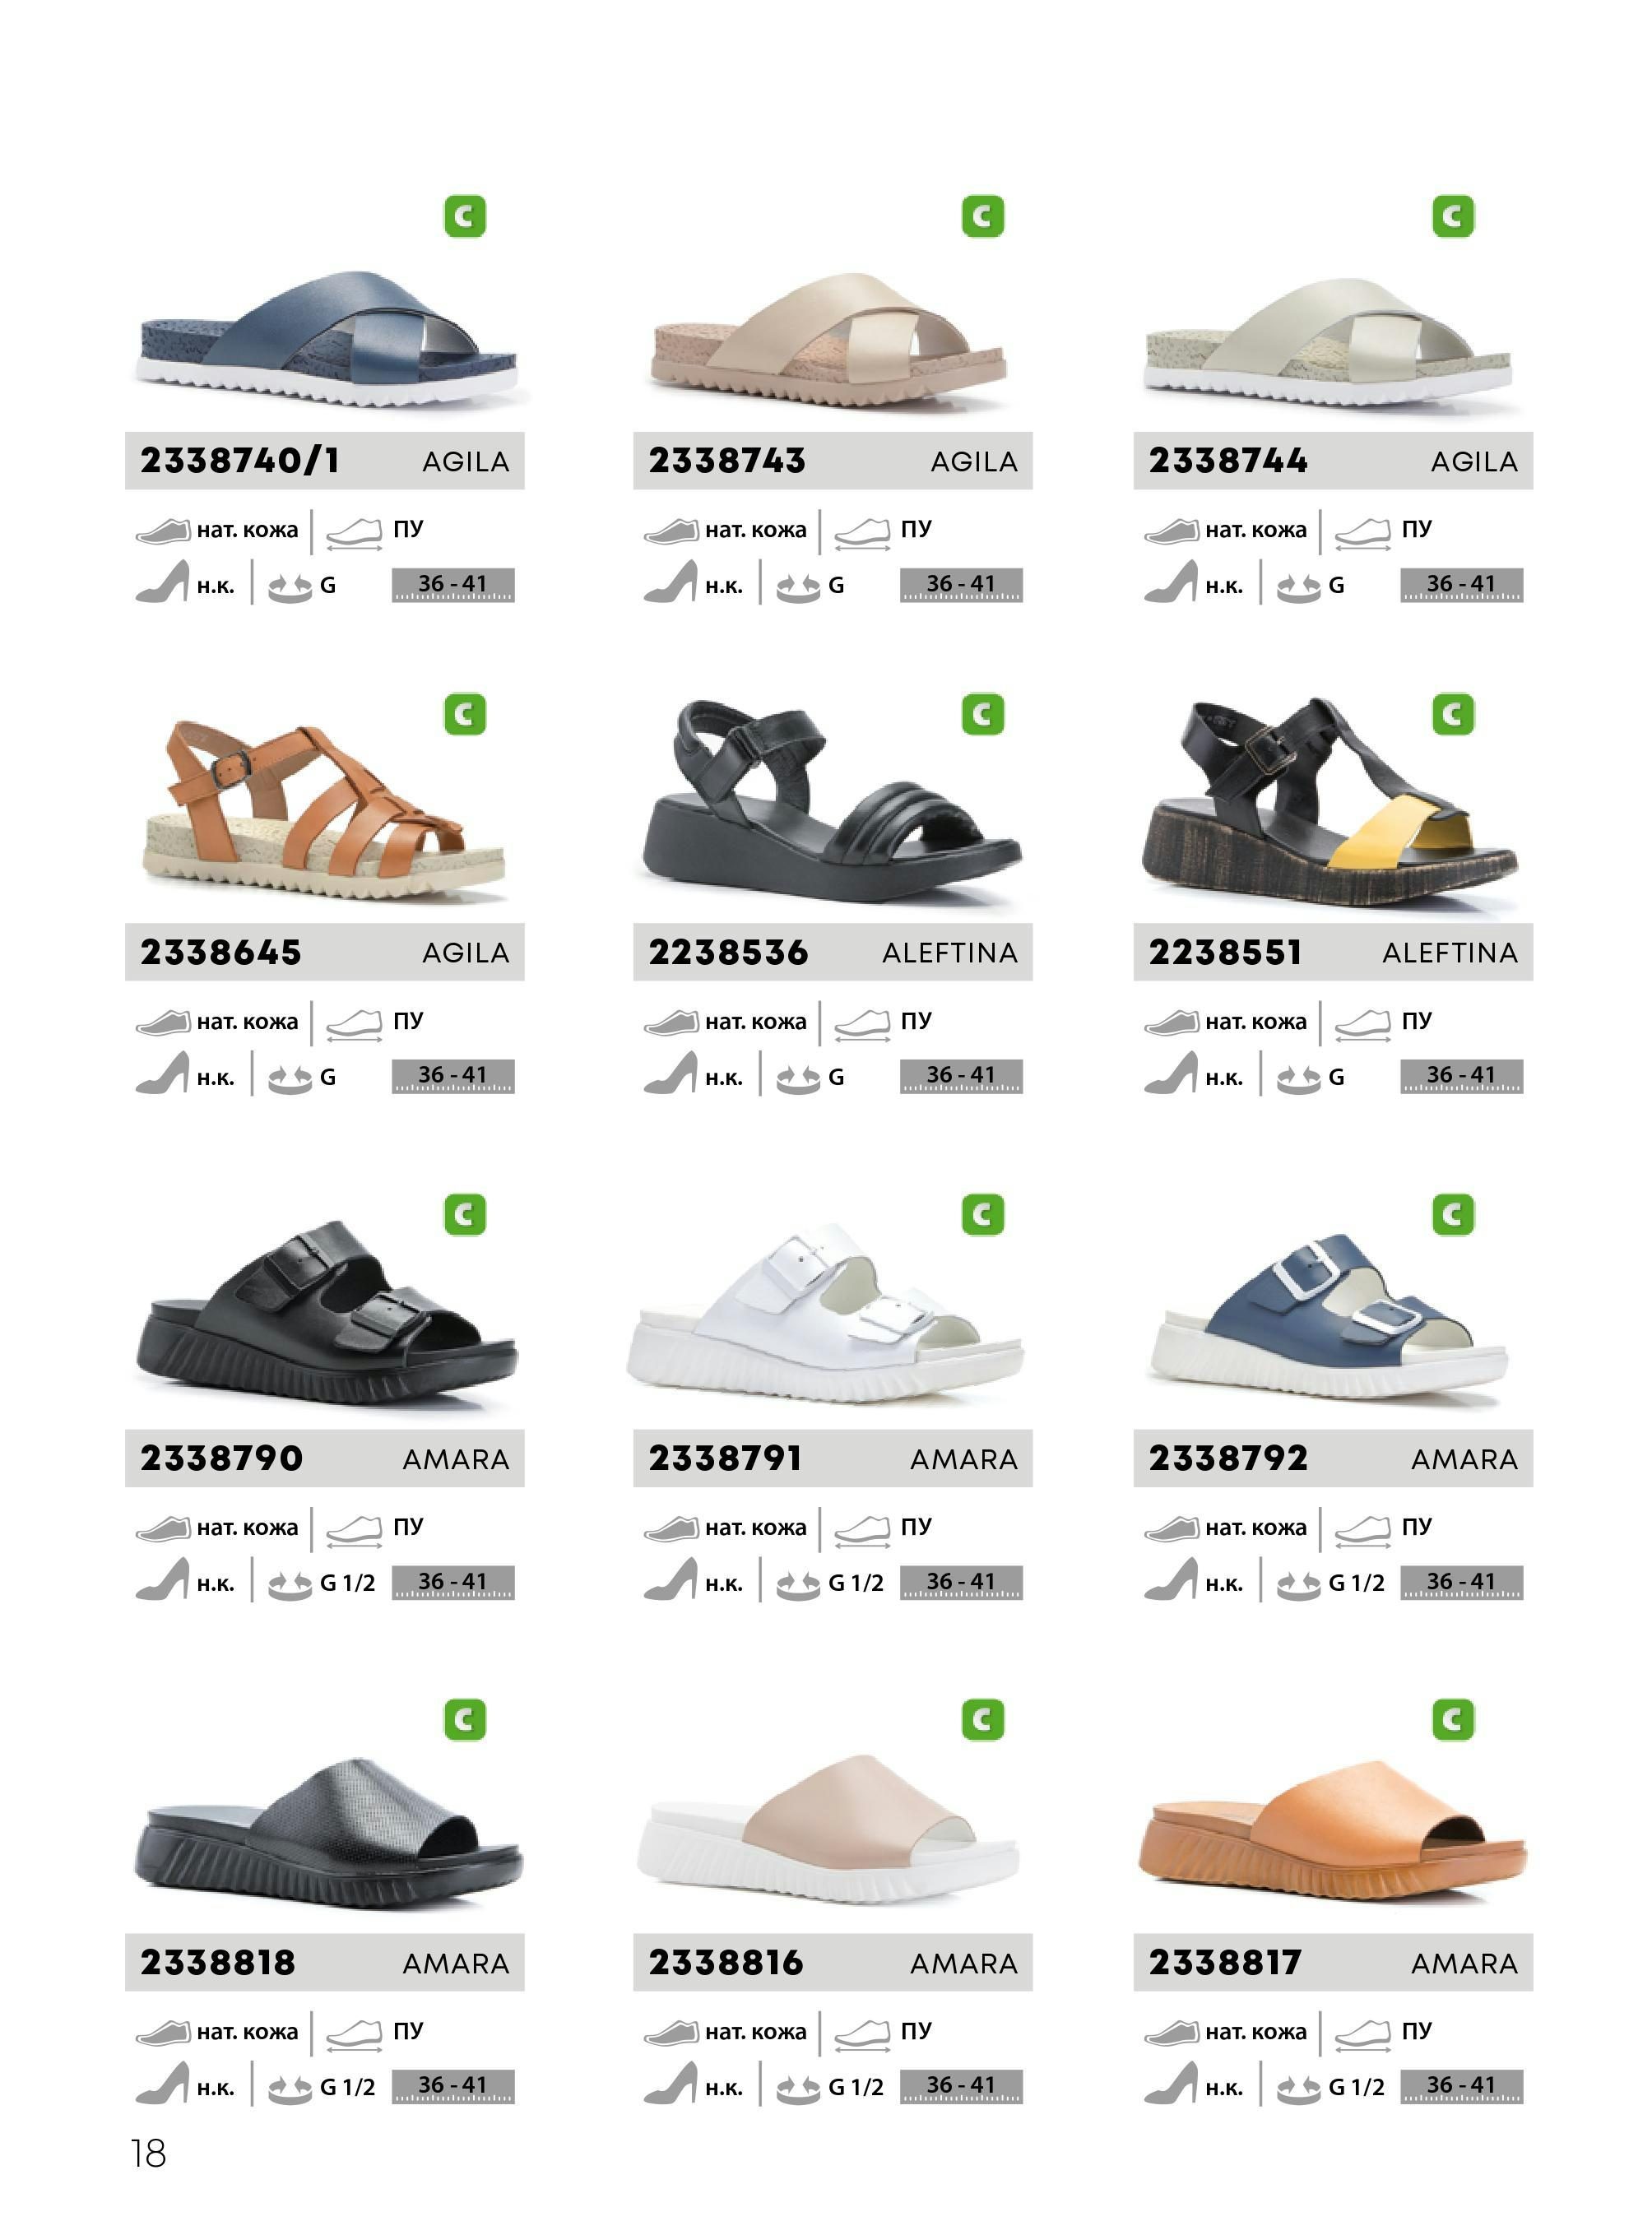 C C C
2338740/1 AGILA 2338743 AGILA 2338744 AGILA
нат. кожа ПУ нат. кожа ПУ нат. кожа ПУ
н.к. G 36 - 41 н.к. G 36 - 41 н.к. G 36 - 41
C C C
2338645 AGILA 2238536 ALEFTINA 2238551 ALEFTINA
нат. кожа ПУ нат. кожа ПУ нат. кожа ПУ
н.к. G 36 - 41 н.к. G 36 - 41 н.к. G 36 - 41
C C C
2338790 AMARA 2338791 AMARA 2338792 AMARA
нат. кожа ПУ нат. кожа ПУ нат. кожа ПУ
н.к. G 1/2 36 - 41 н.к. G 1/2 36 - 41 н.к. G 1/2 36 - 41
C C C
2338818 AMARA 2338816 AMARA 2338817 AMARA
нат. кожа ПУ нат. кожа ПУ нат. кожа ПУ
н.к. G 1/2 36 - 41 н.к. G 1/2 36 - 41 н.к. G 1/2 36 - 41
18